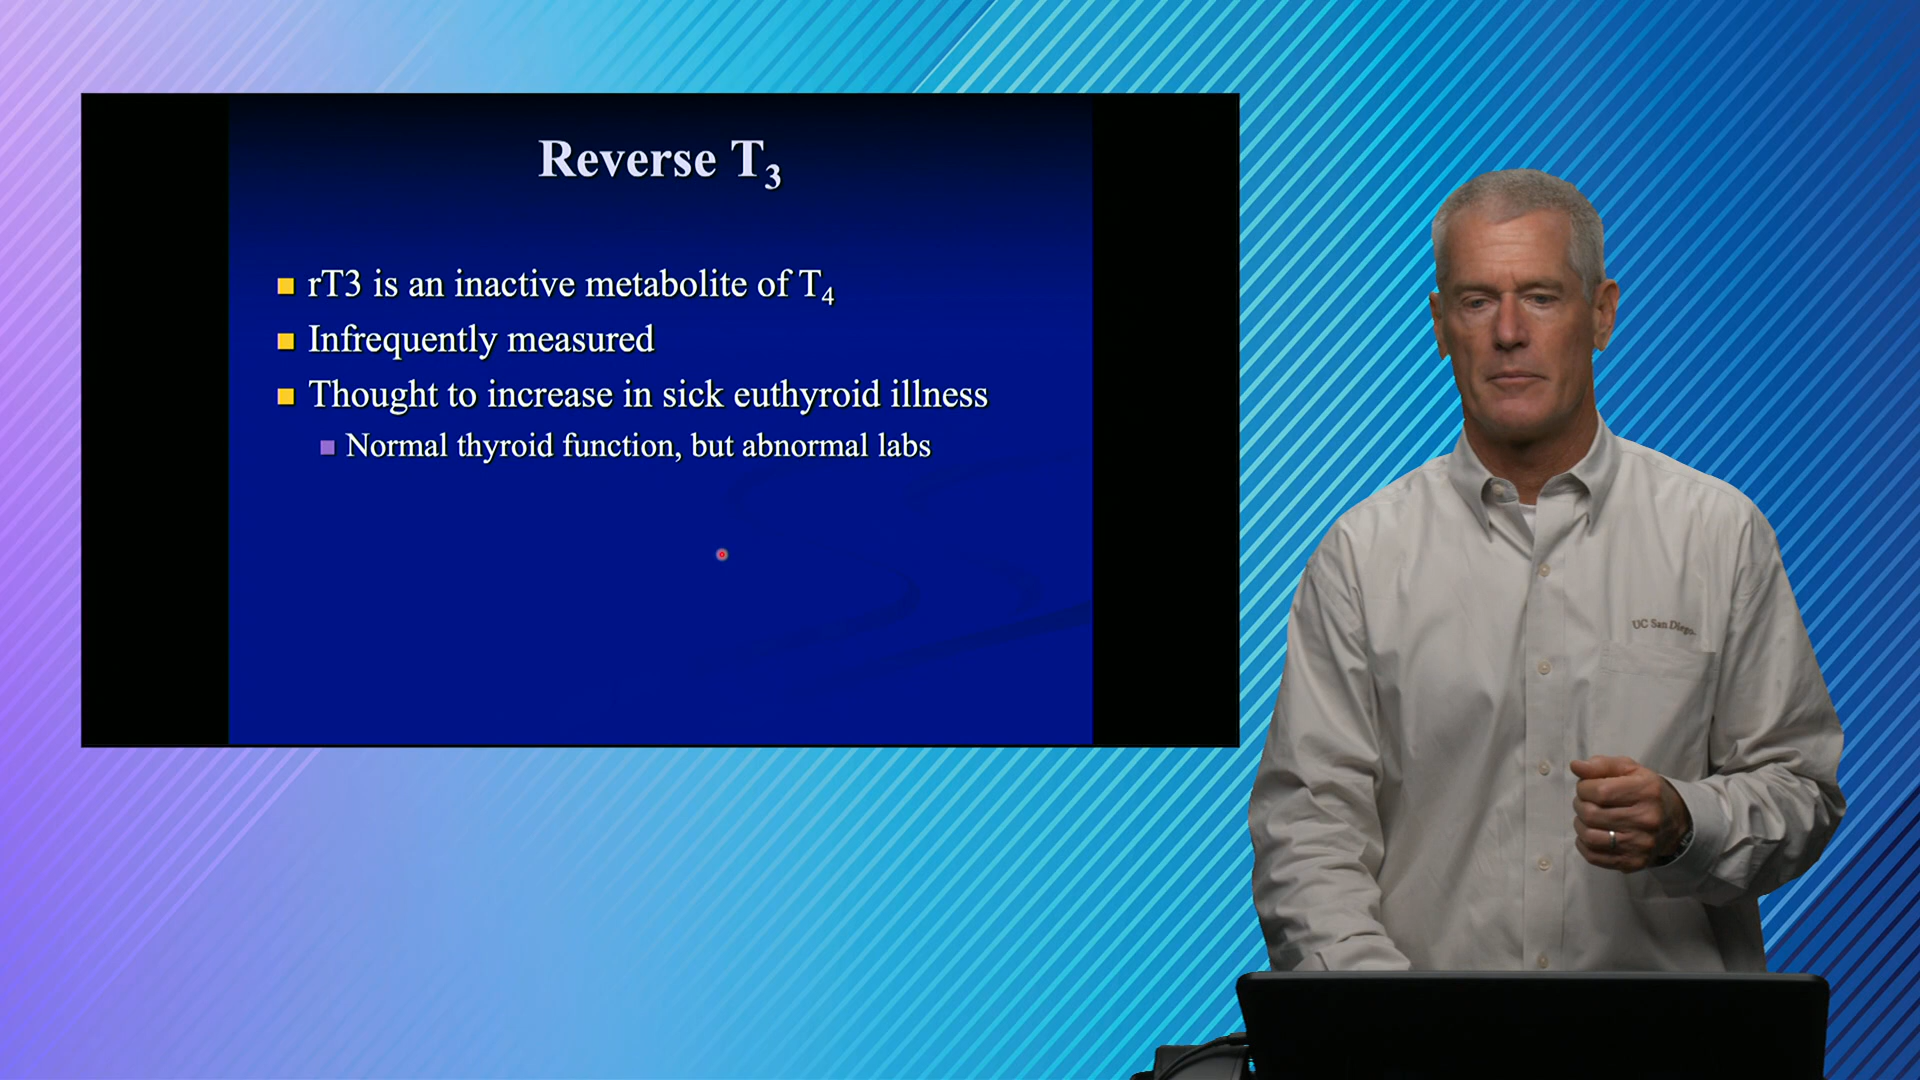 Reverse T₃
rT3 is an inactive metabolite of T₄
Infrequently measured
Thought to increase in sick euthyroid illness
Normal thyroid function, but abnormal labs
UC San Diego